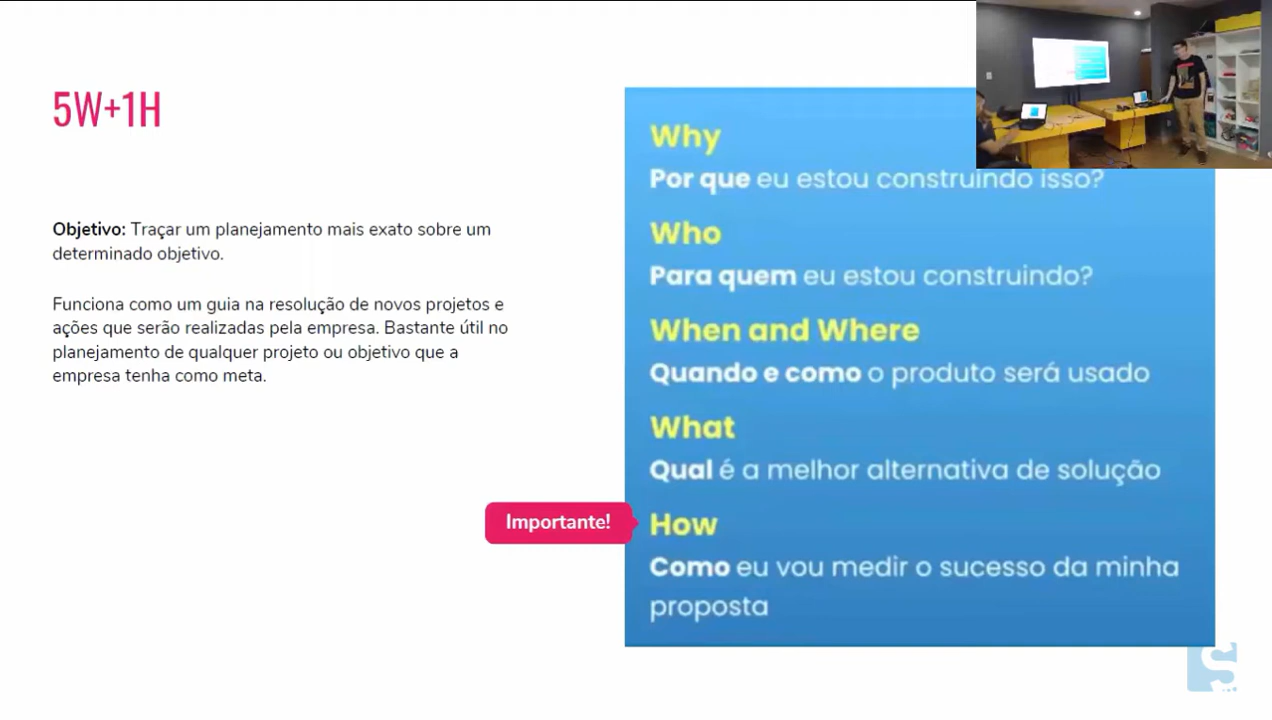 5W+1H
Objetivo: Traçar um planejamento mais exato sobre um
determinado objetivo.
Funciona como um guia na resolução de novos projetos e
ações que serão realizadas pela empresa. Bastante útil no
planejamento de qualquer projeto ou objetivo que a
empresa tenha como meta.
Why
Por que eu estou construindo isso?
Who
Para quem eu estou construindo?
When and Where
Quando e como o produto será usado
What
Qual é a melhor alternativa de solução
Importante!
How
Como eu vou medir o sucesso da minha
proposta
S